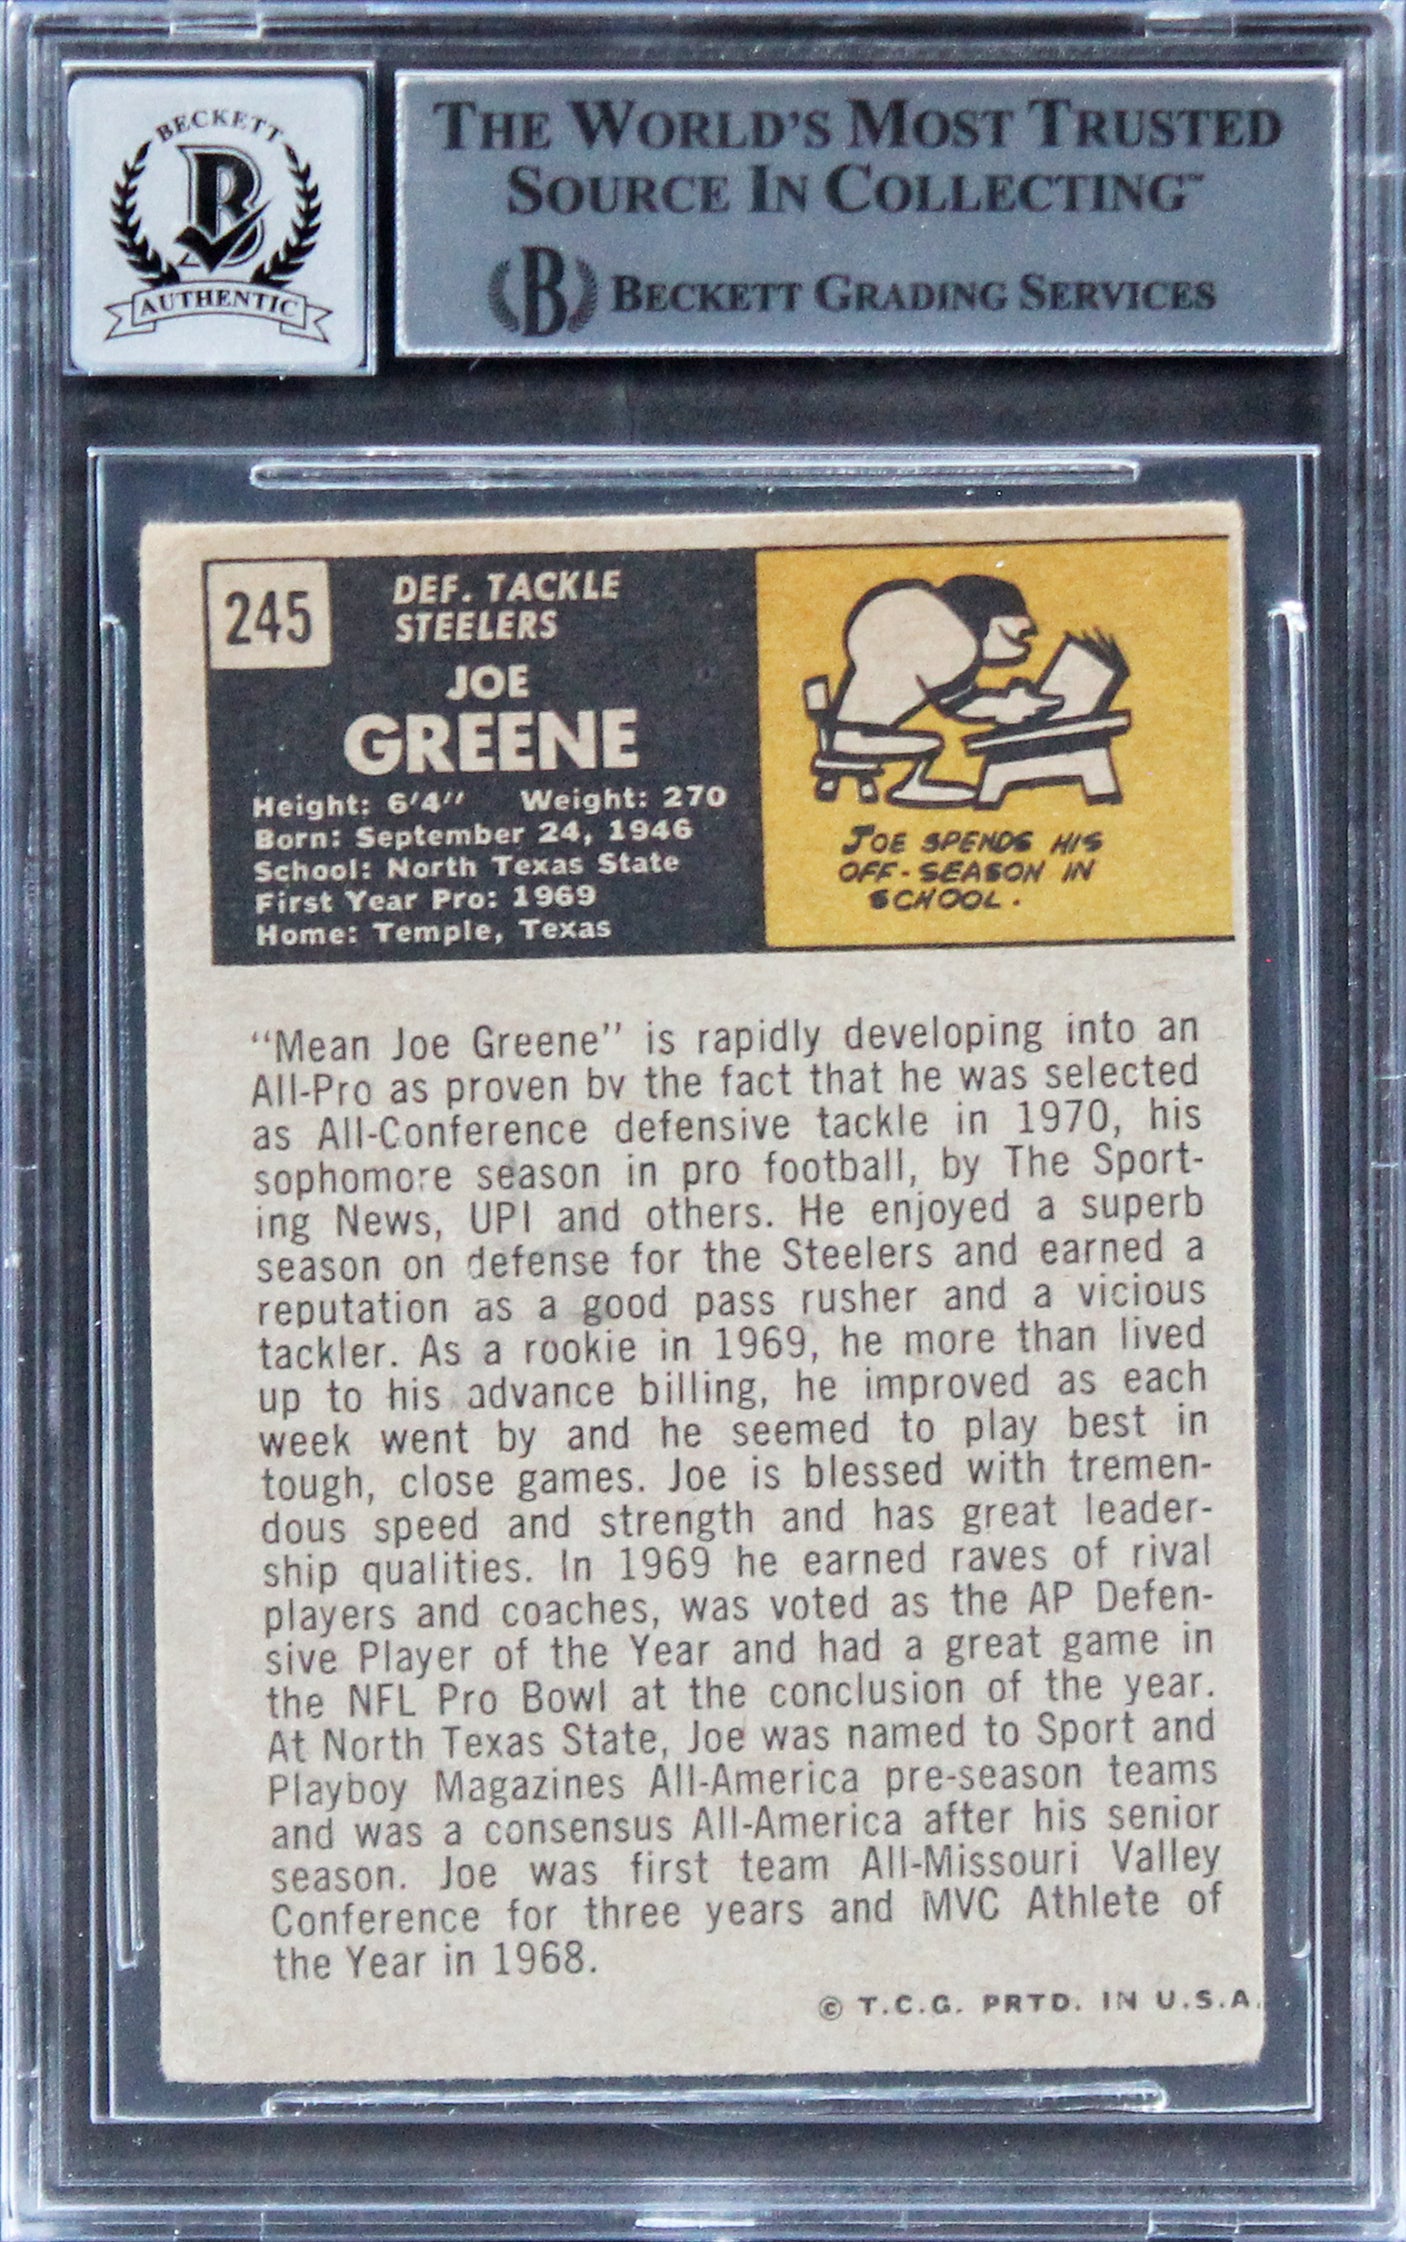 BECKETT
B
AUTHENTIC
THE WORLD'S MOST TRUSTED
SOURCE IN COLLECTING™
B BECKETT GRADING SERVICES
245
DEF. TACKLE
STEELERS
JOE
GREENE
Height: 6'4" Weight: 270
Born: September 24, 1946
School: North Texas State
First Year Pro: 1969
Home: Temple, Texas
JOE SPENDS HIS
OFF-SEASON IN
SCHOOL.
"Mean Joe Greene" is rapidly developing into an
All-Pro as proven by the fact that he was selected
as All-Conference defensive tackle in 1970, his
sophomore season in pro football, by The Sport-
ing News, UPI and others. He enjoyed a superb
season on defense for the Steelers and earned a
reputation as a good pass rusher and a vicious
tackler. As a rookie in 1969, he more than lived
up to his advance billing, he improved as each
week went by and he seemed to play best in
tough, close games. Joe is blessed with tremen-
dous speed and strength and has great leader-
ship qualities. In 1969 he earned raves of rival
players and coaches, was voted as the AP Defen-
sive Player of the Year and had a great game in
the NFL Pro Bowl at the conclusion of the year.
At North Texas State, Joe was named to Sport and
Playboy Magazines All-America pre-season teams
and was a consensus All-America after his senior
season. Joe was first team All-Missouri Valley
Conference for three years and MVC Athlete of
the Year in 1968.
© T.C.G. PRTD. IN U.S.A.